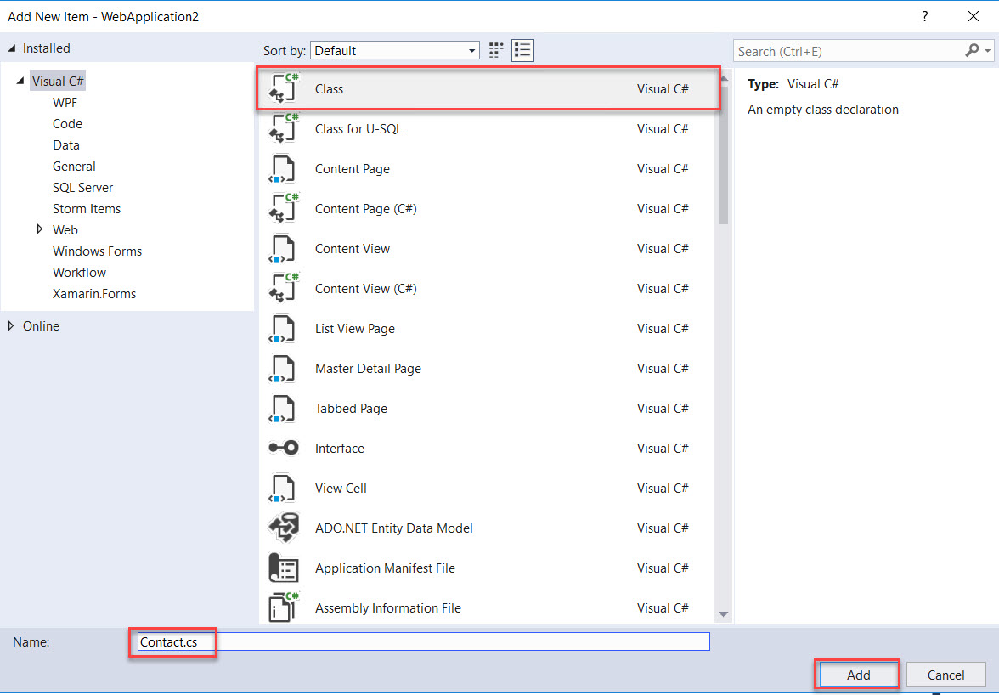 Add New Item - WebApplication2
?
Installed
Sort by: Default
Search (Ctrl+E)
Visual C#
WPF
Code
Data
General
SQL Server
Storm Items
Web
Windows Forms
Workflow
Xamarin.Forms
Online
C# Class Visual C#
C# Class for U-SQL Visual C#
Content Page Visual C#
C# Content Page (C#) Visual C#
Content View Visual C#
C# Content View (C#) Visual C#
List View Page Visual C#
Master Detail Page Visual C#
Tabbed Page Visual C#
Interface Visual C#
View Cell Visual C#
ADO.NET Entity Data Model Visual C#
Application Manifest File Visual C#
C# Assembly Information File Visual C#
Type: Visual C#
An empty class declaration
Name: Contact.cs
Add Cancel